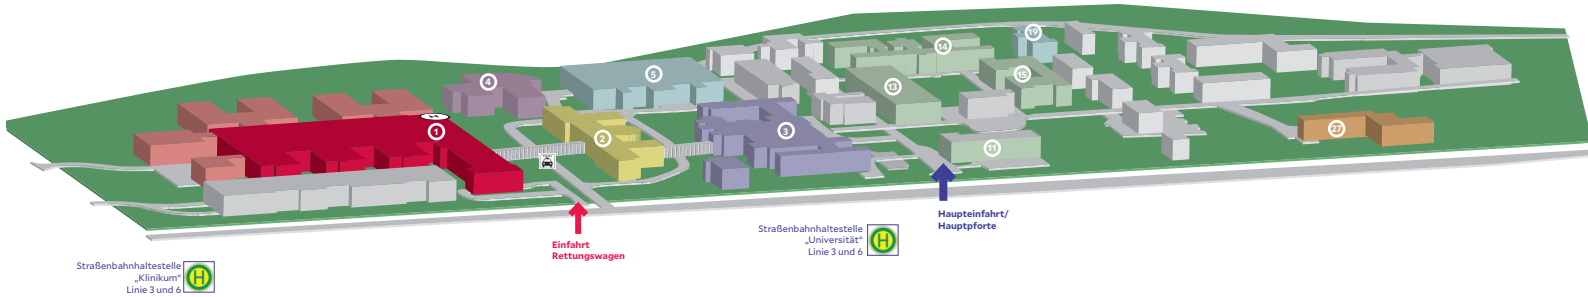 19
14
4
5
15
13
1
2
3
27
11
Haupteinfahrt/
Hauptpforte
Straßenbahnhaltestelle
„Universität“
Linie 3 und 6
H
Einfahrt
Rettungswagen
Straßenbahnhaltestelle
„Klinikum“
Linie 3 und 6
H